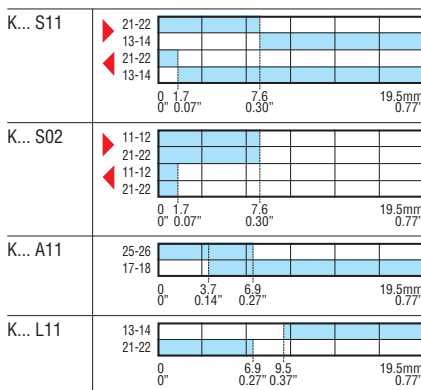 K... S11
21-22
13-14
21-22
13-14
0 1.7 7.6 19.5mm
0" 0.07" 0.30" 0.77"
K... S02
11-12
21-22
11-12
21-22
0 1.7 7.6 19.5mm
0" 0.07" 0.30" 0.77"
K... A11
25-26
17-18
0 3.7 6.9 19.5mm
0" 0.14" 0.27" 0.77"
K... L11
13-14
21-22
0 6.9 9.5 19.5mm
0" 0.27" 0.37" 0.77"